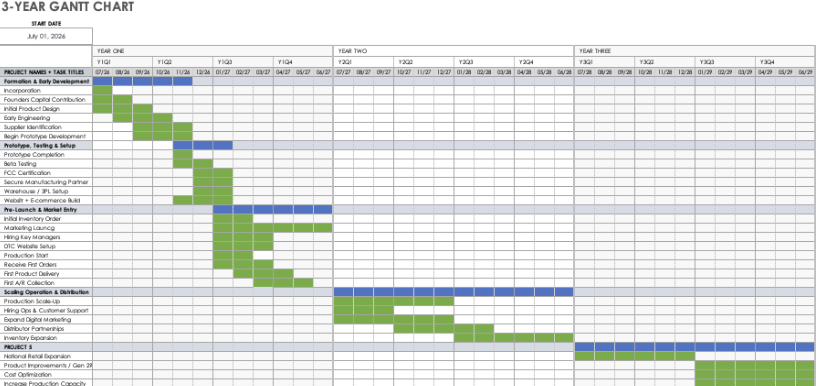 3-YEAR GANTT CHART
START DATE
July 01, 2026
YEAR ONE YEAR TWO YEAR THREE
Y1Q1 Y1Q2 Y1Q3 Y1Q4 Y2Q1 Y2Q2 Y2Q3 Y2Q4 Y3Q1 Y3Q2 Y3Q3 Y3Q4
PROJECT NAMES + TASK TITLES 07/26 08/26 09/26 10/26 11/26 12/26 01/27 02/27 03/27 04/27 05/27 06/27 07/27 08/27 09/27 10/27 11/27 12/27 01/28 02/28 03/28 04/28 05/28 06/28 07/28 08/28 09/28 10/28 11/28 12/28 01/29 02/29 03/29 04/29 05/29 06/29
Formation & Early Development
Incorporation
Founders Capital Contribution
Initial Product Design
Early Engineering
Supplier Identification
Begin Prototype Development
Prototype, Testing & Setup
Prototype Completion
Beta Testing
FCC Certification
Secure Manufacturing Partner
Warehouse / 3PL Setup
Website + E-commerce Build
Pre-Launch & Market Entry
Initial Inventory Order
Marketing Launcg
Hiring Key Managers
DTC Website Setup
Production Start
Receive First Orders
First Product Delivery
First A/R Collection
Scaling Operation & Distribution
Production Scale-Up
Hiring Ops & Customer Support
Expand Digital Marketing
Distributor Partnerships
Inventory Expansion
PROJECT 5
National Retail Expansion
Product Improvements / Gen 2
Cost Optimization
Increase Production Capacity